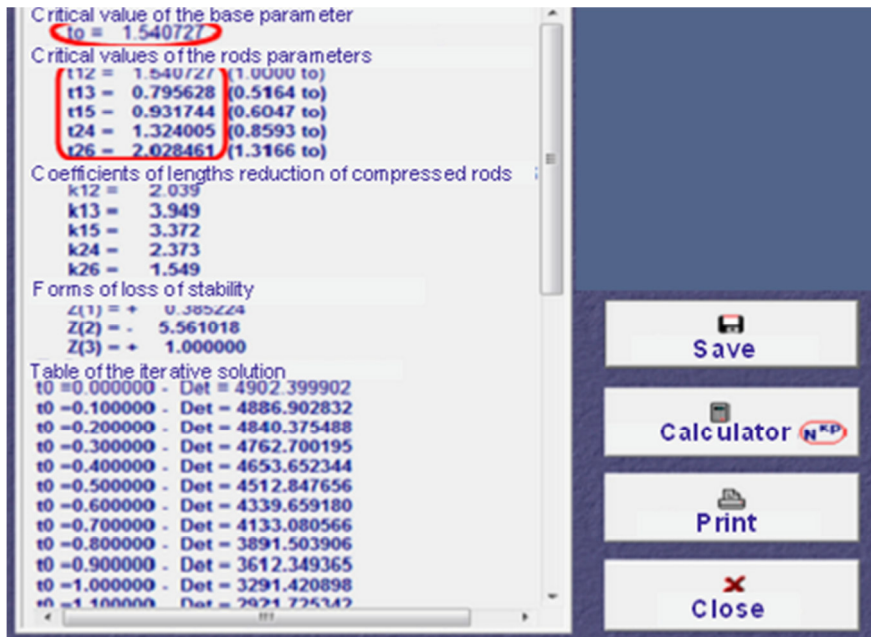 Critical value of the base parameter
to = 1.540727
Critical values of the rods parameters
t12 = 1.540727 (1.0000 to)
t13 = 0.795628 (0.5164 to)
t15 = 0.931744 (0.6047 to)
t24 = 1.324005 (0.8593 to)
t26 = 2.028461 (1.3166 to)
Coefficients of lengths reduction of compressed rods
k12 = 2.039
k13 = 3.949
k15 = 3.372
k24 = 2.373
k26 = 1.549
Forms of loss of stability
Z(1) = + 0.385224
Z(2) = - 5.561018
Z(3) = + 1.000000
Table of the iterative solution
t0 =0.000000 - Det = 4902.399902
t0 =0.100000 - Det = 4886.902832
t0 =0.200000 - Det = 4840.375488
t0 =0.300000 - Det = 4762.700195
t0 =0.400000 - Det = 4653.652344
t0 =0.500000 - Det = 4512.847656
t0 =0.600000 - Det = 4339.659180
t0 =0.700000 - Det = 4133.080566
t0 =0.800000 - Det = 3891.503906
t0 =0.900000 - Det = 3612.349365
t0 =1.000000 - Det = 3291.420898
t0 =1.100000 Det = 2921.725342
Save
Calculator N^кр
Print
Close